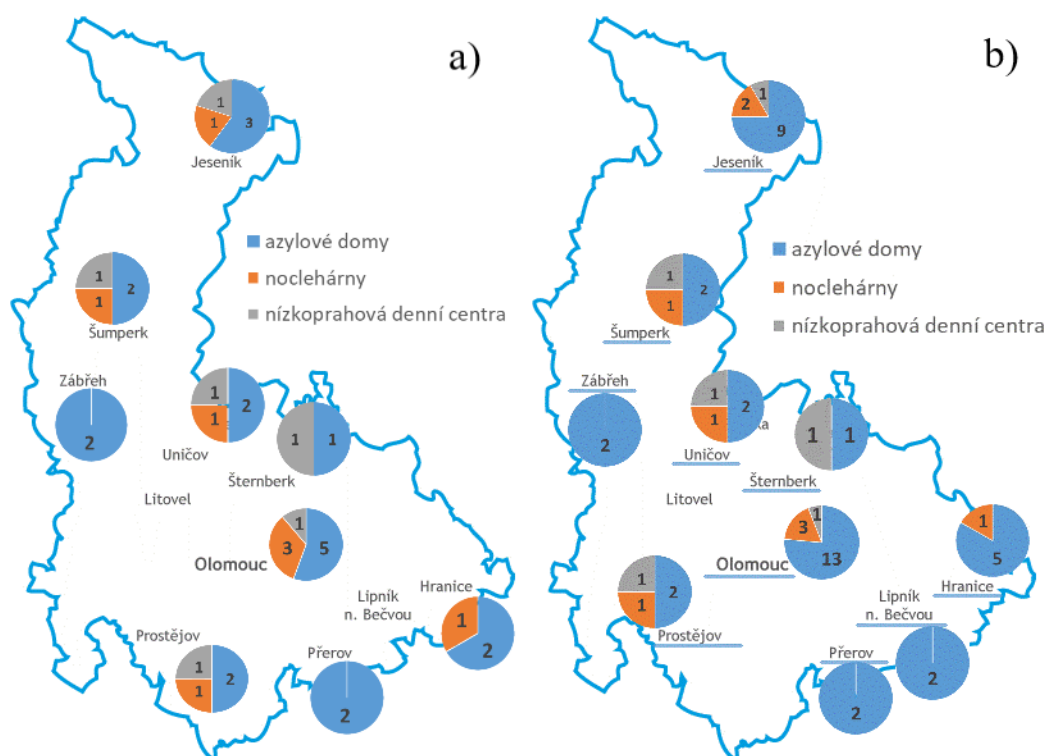 a)
1
1
3
Jeseník
azylové domy
noclehárny
nízkoprahová denní centra
1
1
2
Šumperk
Zábřeh
2
1
1
2
Uničov
1
1
Šternberk
Litovel
1
3
5
Olomouc
Lipník
n. Bečvou
Hranice
1
2
Prostějov
1
1
2
Přerov
2
b)
1
2
9
Jeseník
azylové domy
noclehárny
nízkoprahová denní centra
1
1
2
Šumperk
Zábřeh
2
1
1
2
ka
Uničov
1
1
Šternberk
Litovel
1
3
13
Olomouc
1
5
Hranice
1
1
2
Prostějov
Lipník
n. Bečvou
2
Přerov
2